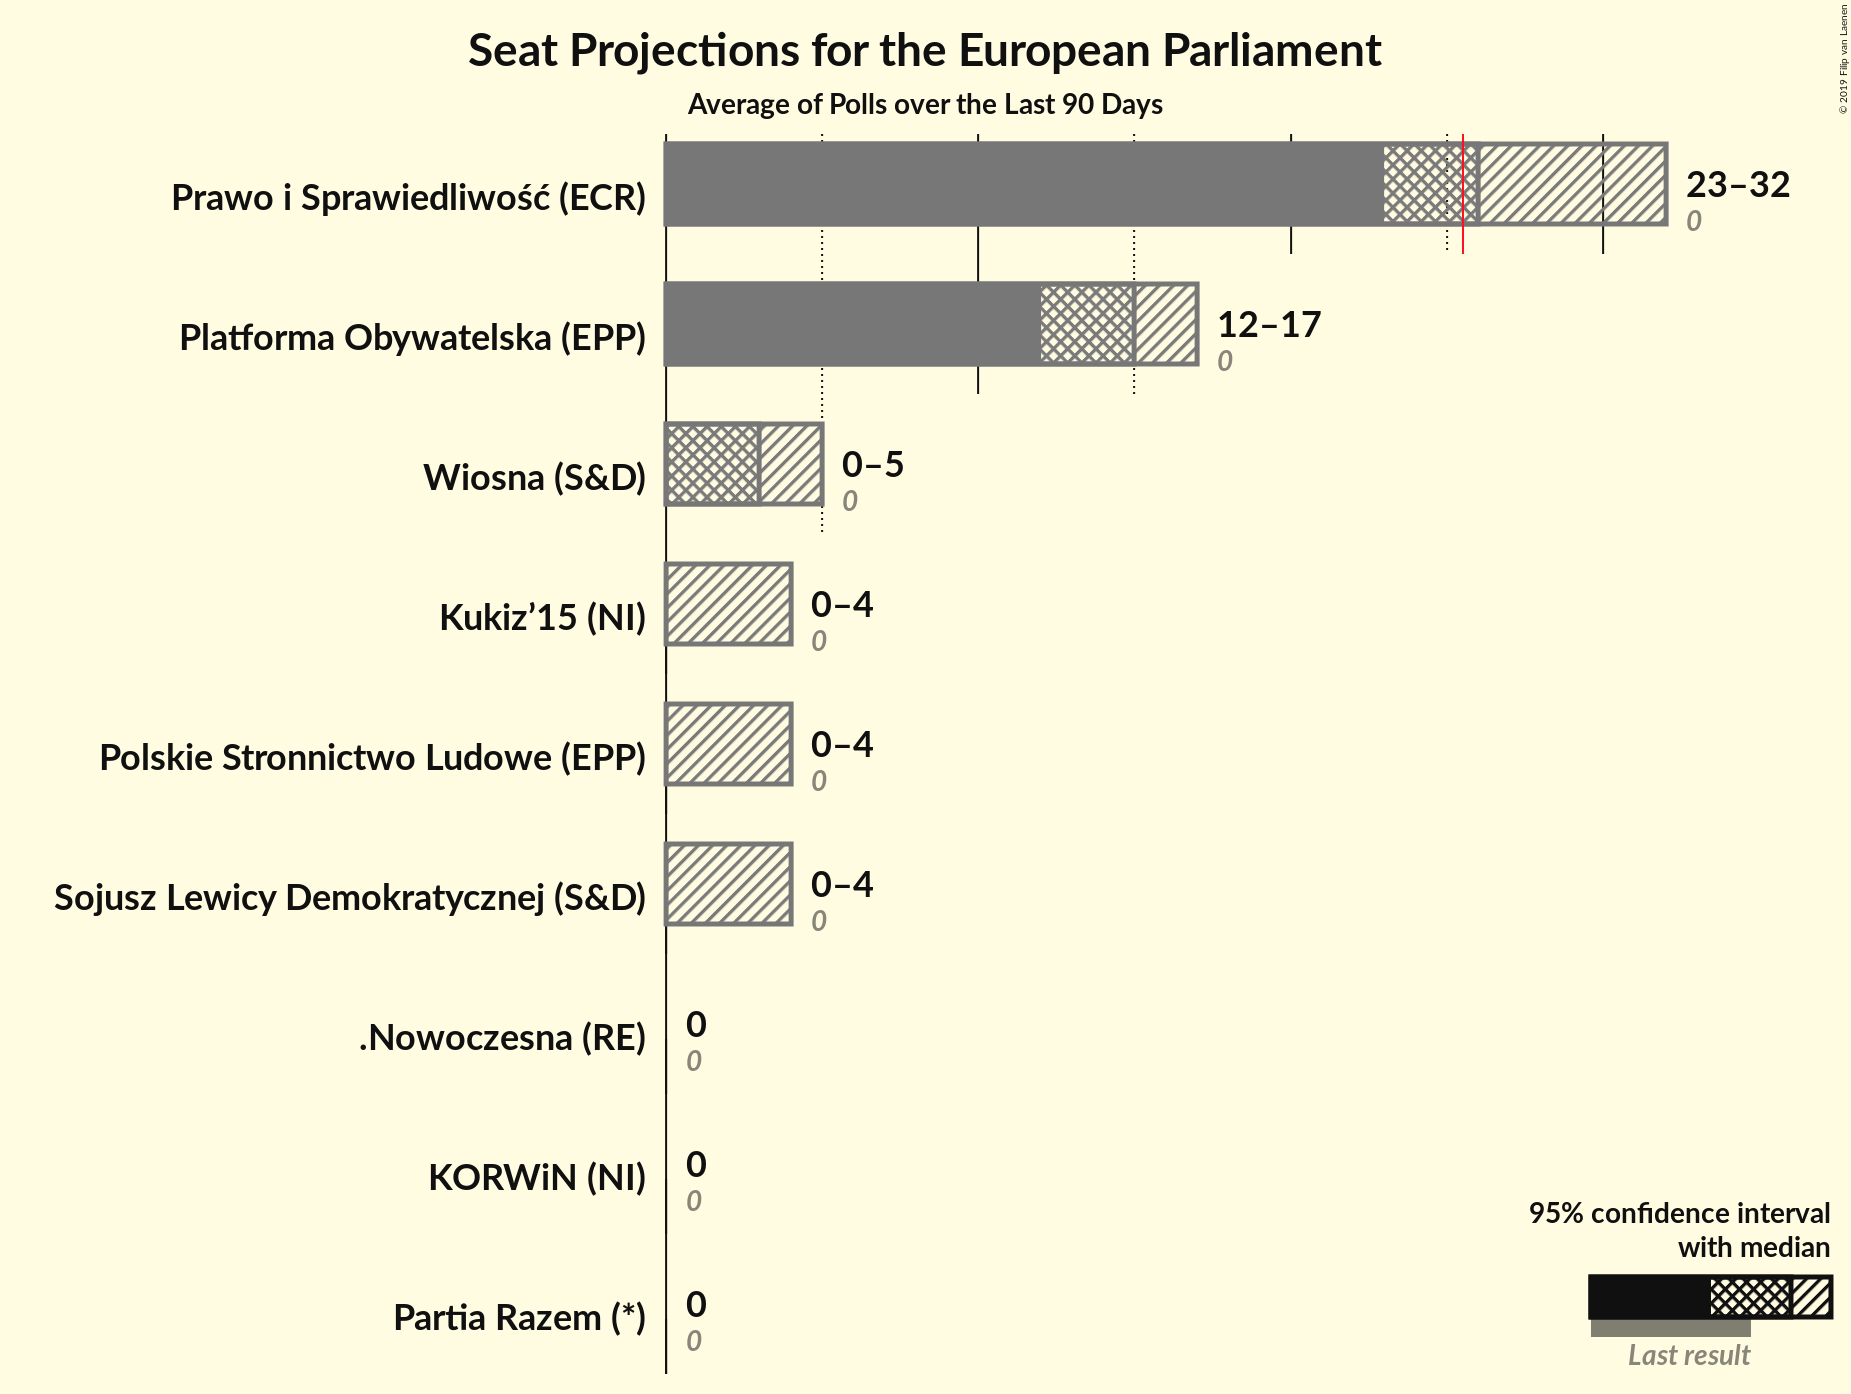 Seat Projections for the European Parliament
Average of Polls over the Last 90 Days
© 2019 Filip van Laenen
Prawo i Sprawiedliwość (ECR)
23–32
0
Platforma Obywatelska (EPP)
12–17
0
Wiosna (S&D)
0–5
0
Kukiz’15 (NI)
0–4
0
Polskie Stronnictwo Ludowe (EPP)
0–4
0
Sojusz Lewicy Demokratycznej (S&D)
0–4
0
.Nowoczesna (RE)
0
0
KORWiN (NI)
0
0
Partia Razem (*)
0
0
95% confidence interval
with median
Last result